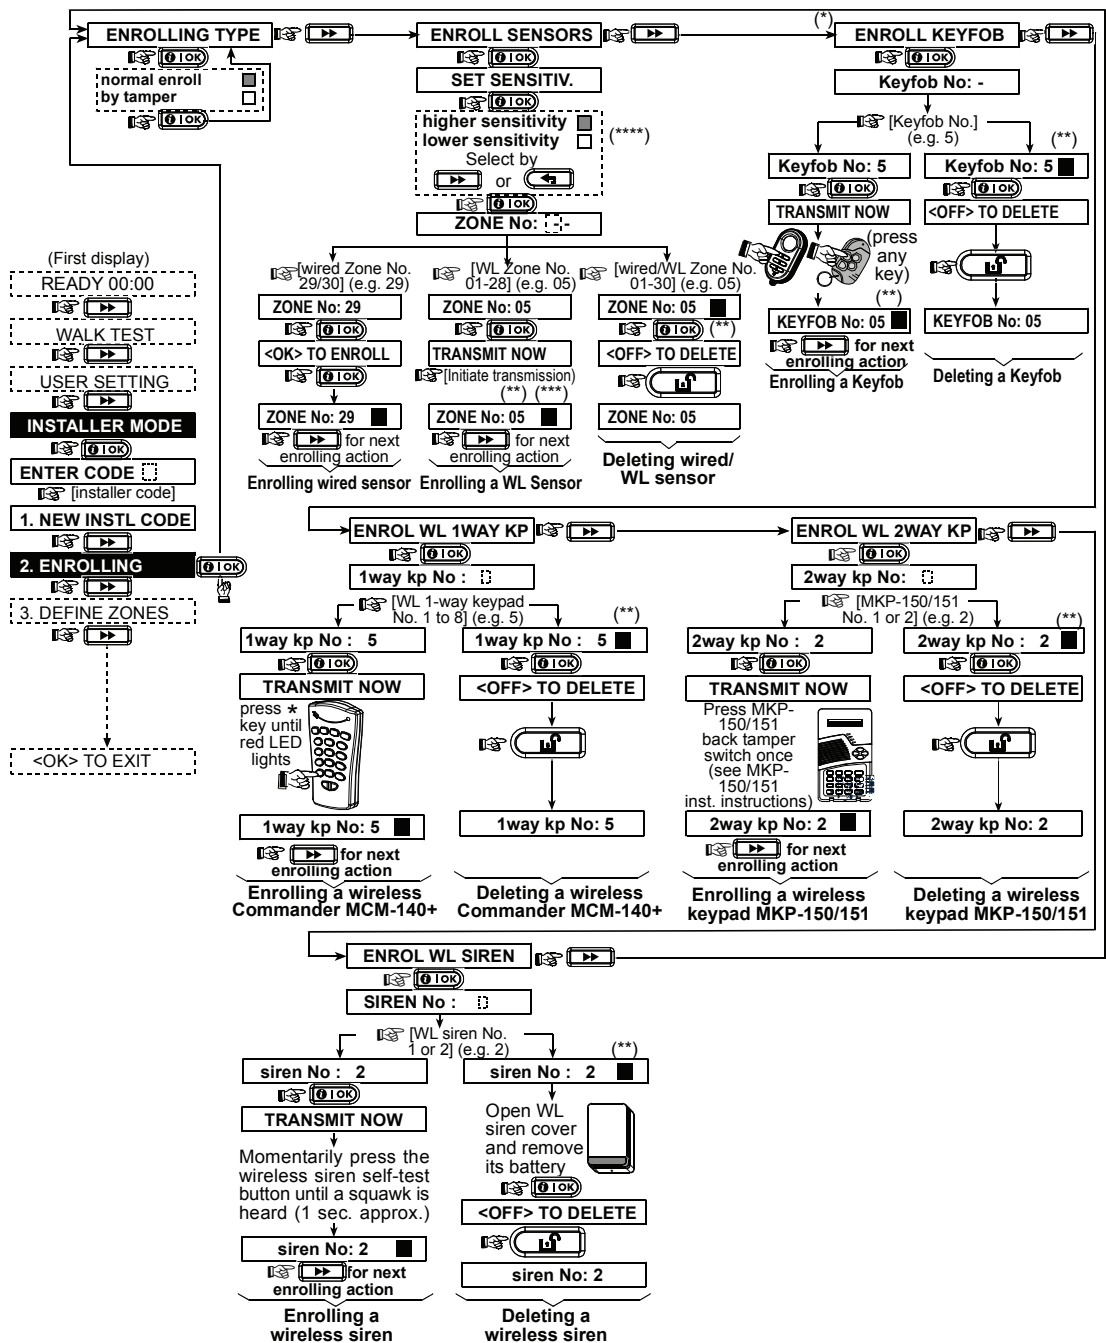 ENROLLING TYPE
normal enroll
by tamper
ENROLL SENSORS
SET SENSITIV.
higher sensitivity
lower sensitivity
(****)
Select by
or
ZONE No: -
[wired Zone No.
29/30] (e.g. 29)
ZONE No: 29
<OK> TO ENROLL
ZONE No: 29
for next
enrolling action
Enrolling wired sensor
[WL Zone No.
01-28] (e.g. 05)
ZONE No: 05
TRANSMIT NOW
[Initiate transmission)
(**) (***)
ZONE No: 05
for next
enrolling action
Enrolling a WL Sensor
[wired/WL Zone No.
01-30] (e.g. 05)
ZONE No: 05
(**)
<OFF> TO DELETE
ZONE No: 05
Deleting wired/
WL sensor
(*)
ENROLL KEYFOB
Keyfob No: -
[Keyfob No.]
(e.g. 5)
Keyfob No: 5
TRANSMIT NOW
(press
any
key)
(**)
KEYFOB No: 05
for next
enrolling action
Enrolling a Keyfob
(**)
Keyfob No: 5
<OFF> TO DELETE
KEYFOB No: 05
Deleting a Keyfob
(First display)
READY 00:00
WALK TEST
USER SETTING
INSTALLER MODE
OK
ENTER CODE
[installer code]
1. NEW INSTL CODE
2. ENROLLING
OK
3. DEFINE ZONES
<OK> TO EXIT
ENROL WL 1WAY KP
1way kp No :
[WL 1-way keypad
No. 1 to 8] (e.g. 5)
1way kp No : 5
TRANSMIT NOW
press *
key until
red LED
lights
1way kp No: 5
for next
enrolling action
Enrolling a wireless
Commander MCM-140+
(**)
1way kp No : 5
<OFF> TO DELETE
1way kp No: 5
Deleting a wireless
Commander MCM-140+
ENROL WL 2WAY KP
2way kp No:
[MKP-150/151
No. 1 or 2] (e.g. 2)
2way kp No : 2
TRANSMIT NOW
Press MKP-
150/151
back tamper
switch once
(see MKP-
150/151
inst. instructions)
2way kp No: 2
for next
enrolling action
Enrolling a wireless
keypad MKP-150/151
(**)
2way kp No : 2
<OFF> TO DELETE
2way kp No: 2
Deleting a wireless
keypad MKP-150/151
ENROL WL SIREN
SIREN No :
[WL siren No.
1 or 2] (e.g. 2)
siren No : 2
TRANSMIT NOW
Momentarily press the
wireless siren self-test
button until a squawk is
heard (1 sec. approx.)
siren No: 2
for next
enrolling action
Enrolling a
wireless siren
(**)
siren No : 2
Open WL
siren cover
and remove
its battery
<OFF> TO DELETE
siren No: 2
Deleting a
wireless siren